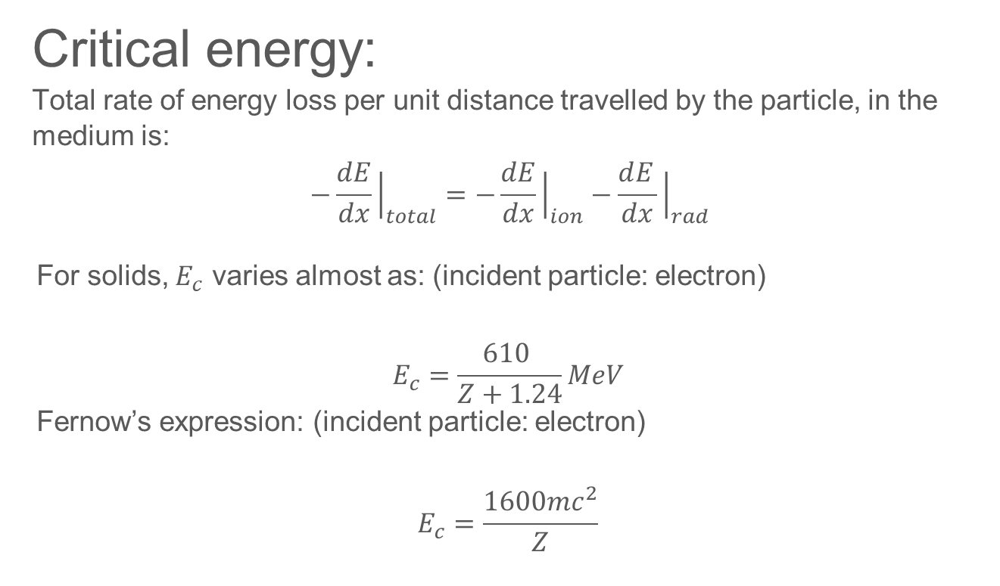 Critical energy:
Total rate of energy loss per unit distance travelled by the particle, in the
medium is:
$-\frac{dE}{dx}\Big|_{total} = -\frac{dE}{dx}\Big|_{ion} - \frac{dE}{dx}\Big|_{rad}$
For solids, $E_c$ varies almost as: (incident particle: electron)
$E_c = \frac{610}{Z + 1.24} MeV$
Fernow’s expression: (incident particle: electron)
$E_c = \frac{1600mc^2}{Z}$